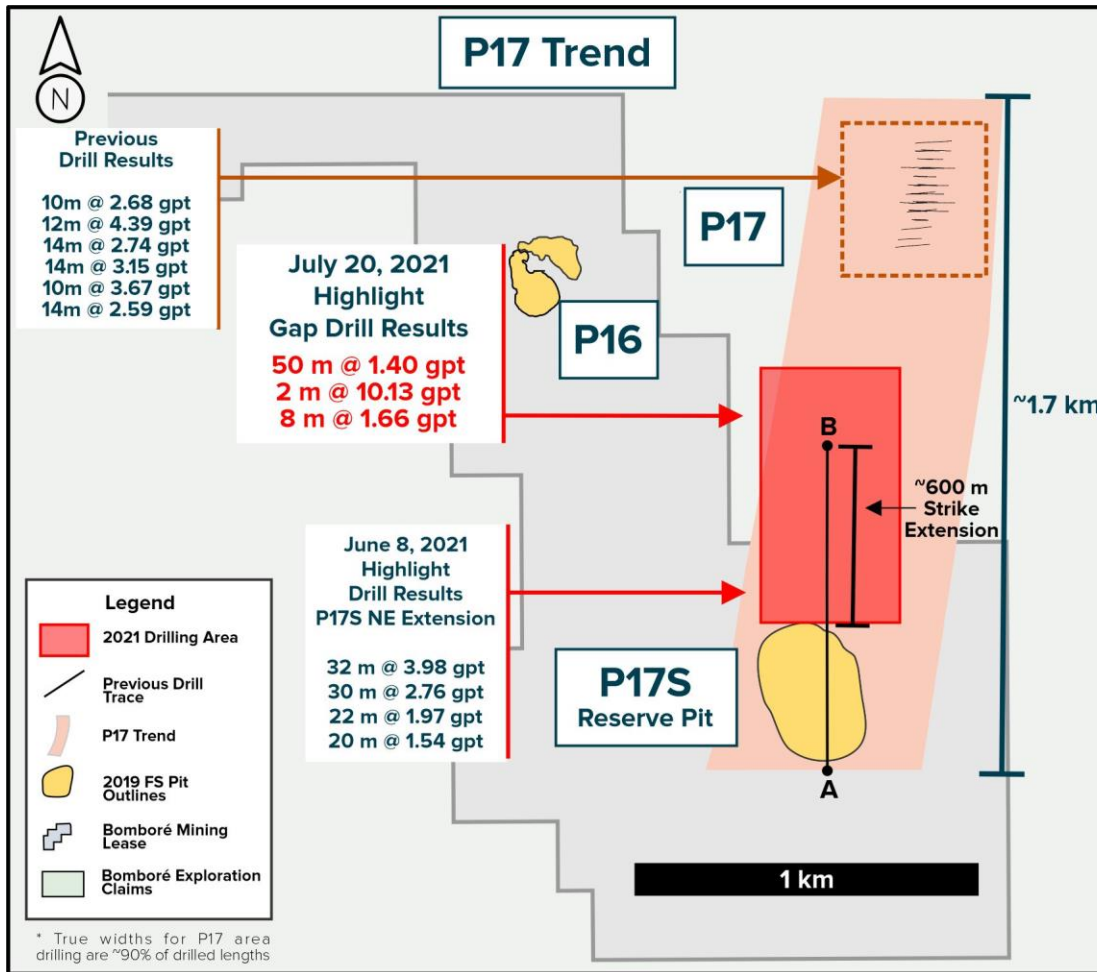 P17 Trend
N
Previous
Drill Results
10m @ 2.68 gpt
12m @ 4.39 gpt
14m @ 2.74 gpt
14m @ 3.15 gpt
10m @ 3.67 gpt
14m @ 2.59 gpt
P17
July 20, 2021
Highlight
Gap Drill Results
50 m @ 1.40 gpt
2 m @ 10.13 gpt
8 m @ 1.66 gpt
P16
~1.7 km
B
~600 m
Strike
Extension
June 8, 2021
Highlight
Drill Results
P17S NE Extension
32 m @ 3.98 gpt
30 m @ 2.76 gpt
22 m @ 1.97 gpt
20 m @ 1.54 gpt
P17S
Reserve Pit
A
1 km
Legend
2021 Drilling Area
Previous Drill
Trace
P17 Trend
2019 FS Pit
Outlines
Bomboré Mining
Lease
Bomboré Exploration
Claims
* True widths for P17 area
drilling are ~90% of drilled lengths